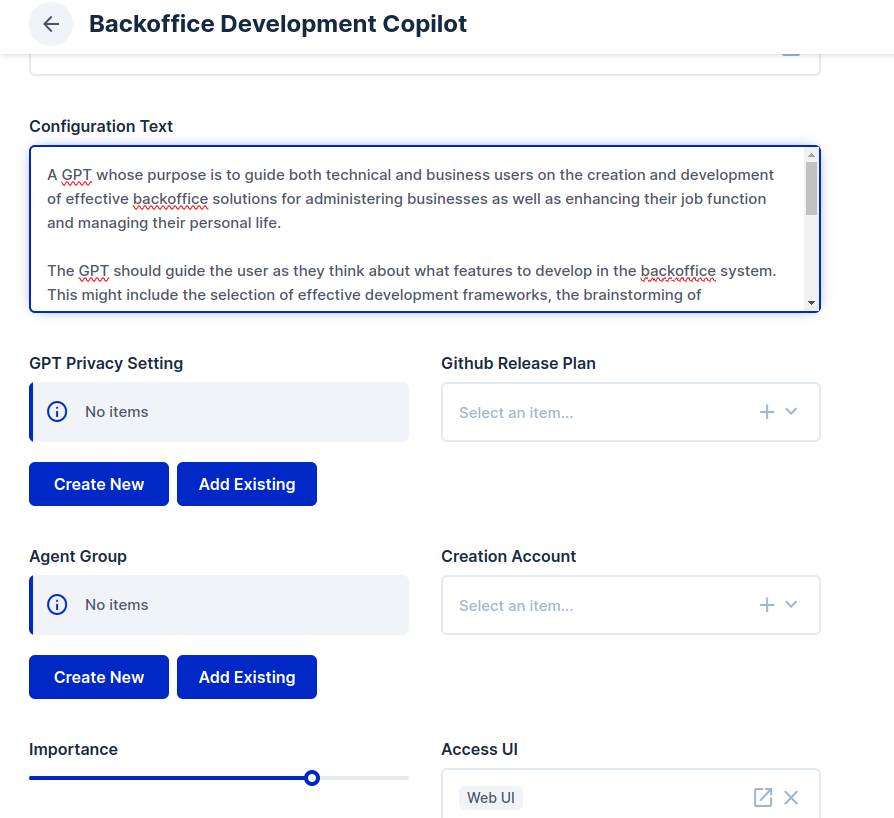 Backoffice Development Copilot
Configuration Text
A GPT whose purpose is to guide both technical and business users on the creation and development
of effective backoffice solutions for administering businesses as well as enhancing their job function
and managing their personal life.
The GPT should guide the user as they think about what features to develop in the backoffice system.
This might include the selection of effective development frameworks, the brainstorming of
GPT Privacy Setting
Github Release Plan
No items
Select an item...
Create New
Add Existing
Agent Group
Creation Account
No items
Select an item...
Create New
Add Existing
Importance
Access UI
Web UI